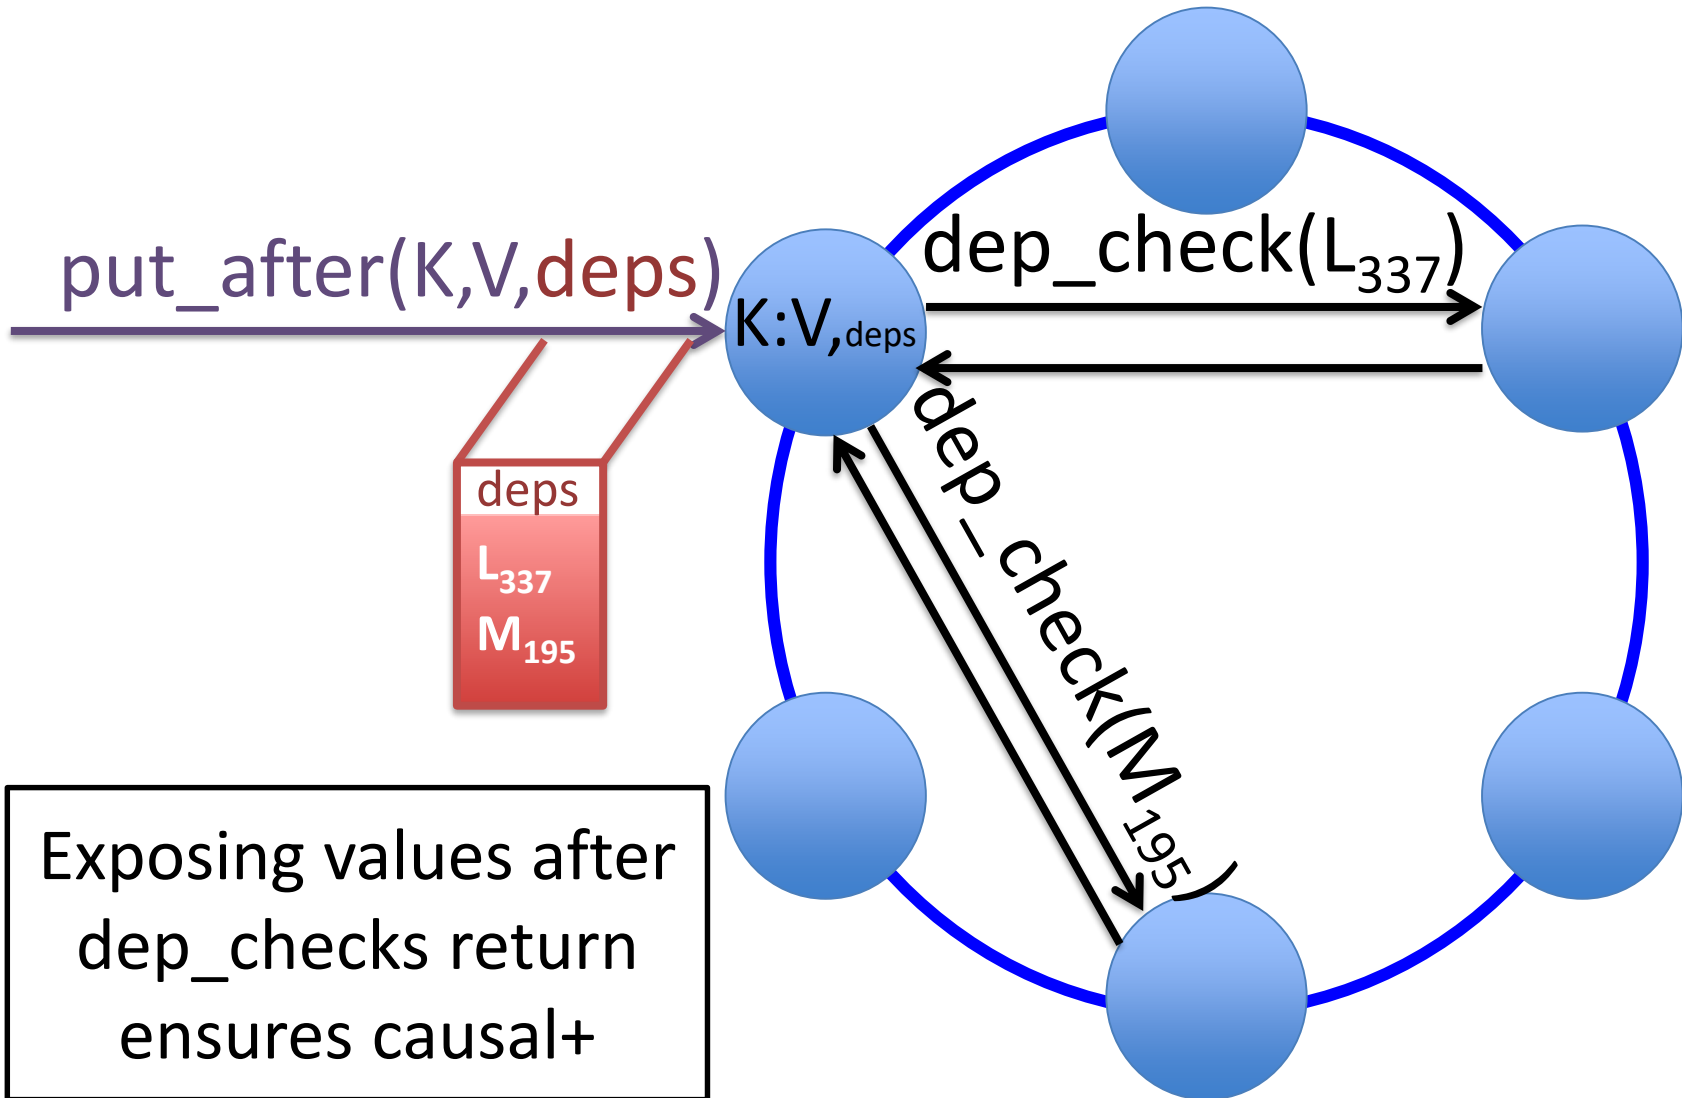 put_after(K,V,deps)
K:V,deps
dep_check(L337)
dep_check(M195)
deps
L337
M195
Exposing values after
dep_checks return
ensures causal+